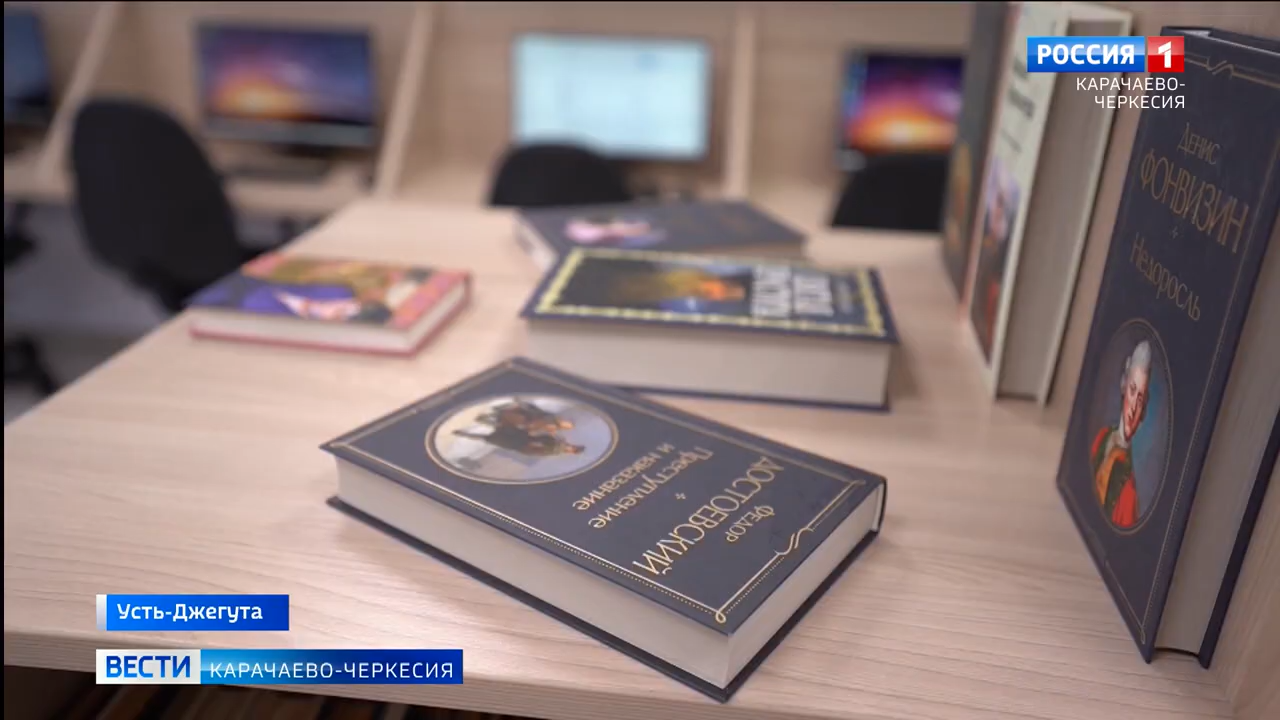 РОССИЯ 1
КАРАЧАЕВО-
ЧЕРКЕСИЯ
Денис
ФОНВИЗИН
Недоросль
ФЕДОР
ДОСТОЕВСКИЙ
Преступление
и наказание
Усть-Джегута
ВЕСТИ КАРАЧАЕВО-ЧЕРКЕСИЯ